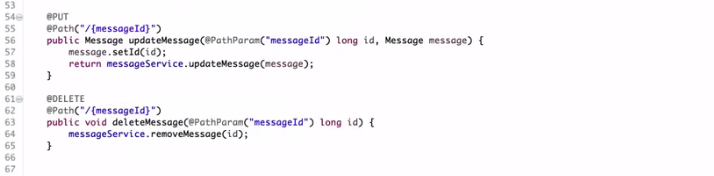 53
54 @PUT
55 @Path("/{messageId}")
56 public Message updateMessage(@PathParam("messageId") long id, Message message) {
57 message.setId(id);
58 return messageService.updateMessage(message);
59 }
60
61 @DELETE
62 @Path("/{messageId}")
63 public void deleteMessage(@PathParam("messageId") long id) {
64 messageService.removeMessage(id);
65 }
66
67